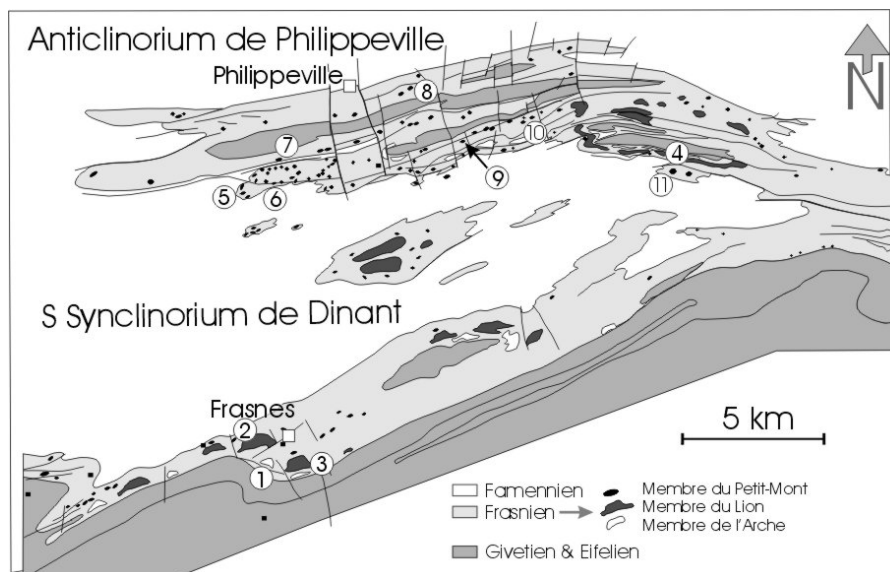 Anticlinorium de Philippeville
Philippeville
N
8
7
10
4
5
6
9
11
S Synclinorium de Dinant
Frasnes
2
1
3
5 km
Famennien
Frasnien
Givetien & Eifelien
Membre du Petit-Mont
Membre du Lion
Membre de l'Arche